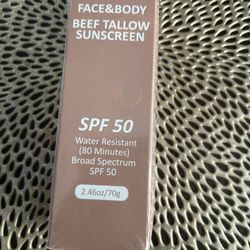 FACE&BODY
BEEF TALLOW
SUNSCREEN
SPF 50
Water Resistant
(80 Minutes)
Broad Spectrum
SPF 50
2.46oz/70g